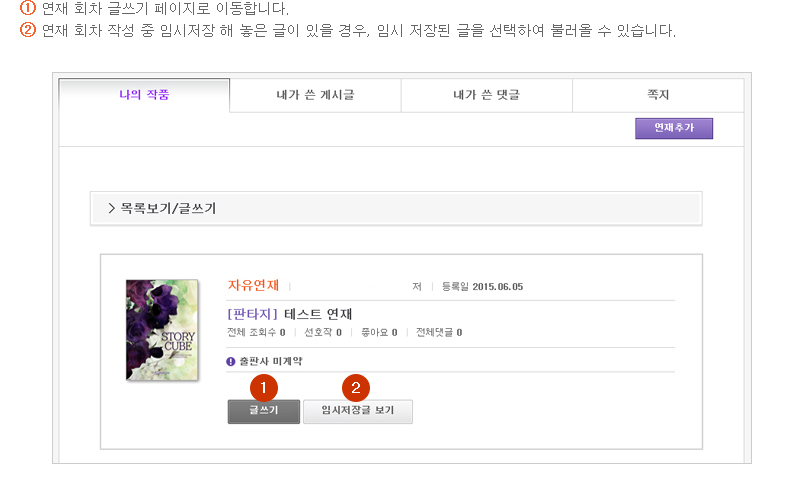 ① 연재 회차 글쓰기 페이지로 이동합니다.
② 연재 회차 작성 중 임시저장 해 놓은 글이 있을 경우, 임시 저장된 글을 선택하여 불러올 수 있습니다.
나의 작품 내가 쓴 게시글 내가 쓴 댓글 쪽지
연재추가
> 목록보기/글쓰기
자유연재 | 저 | 등록일 2015.06.05
[판타지] 테스트 연재
전체 조회수 0 | 선호작 0 | 좋아요 0 | 전체댓글 0
출판사 미계약
1 2
글쓰기 임시저장글 보기
STORY
CUBE